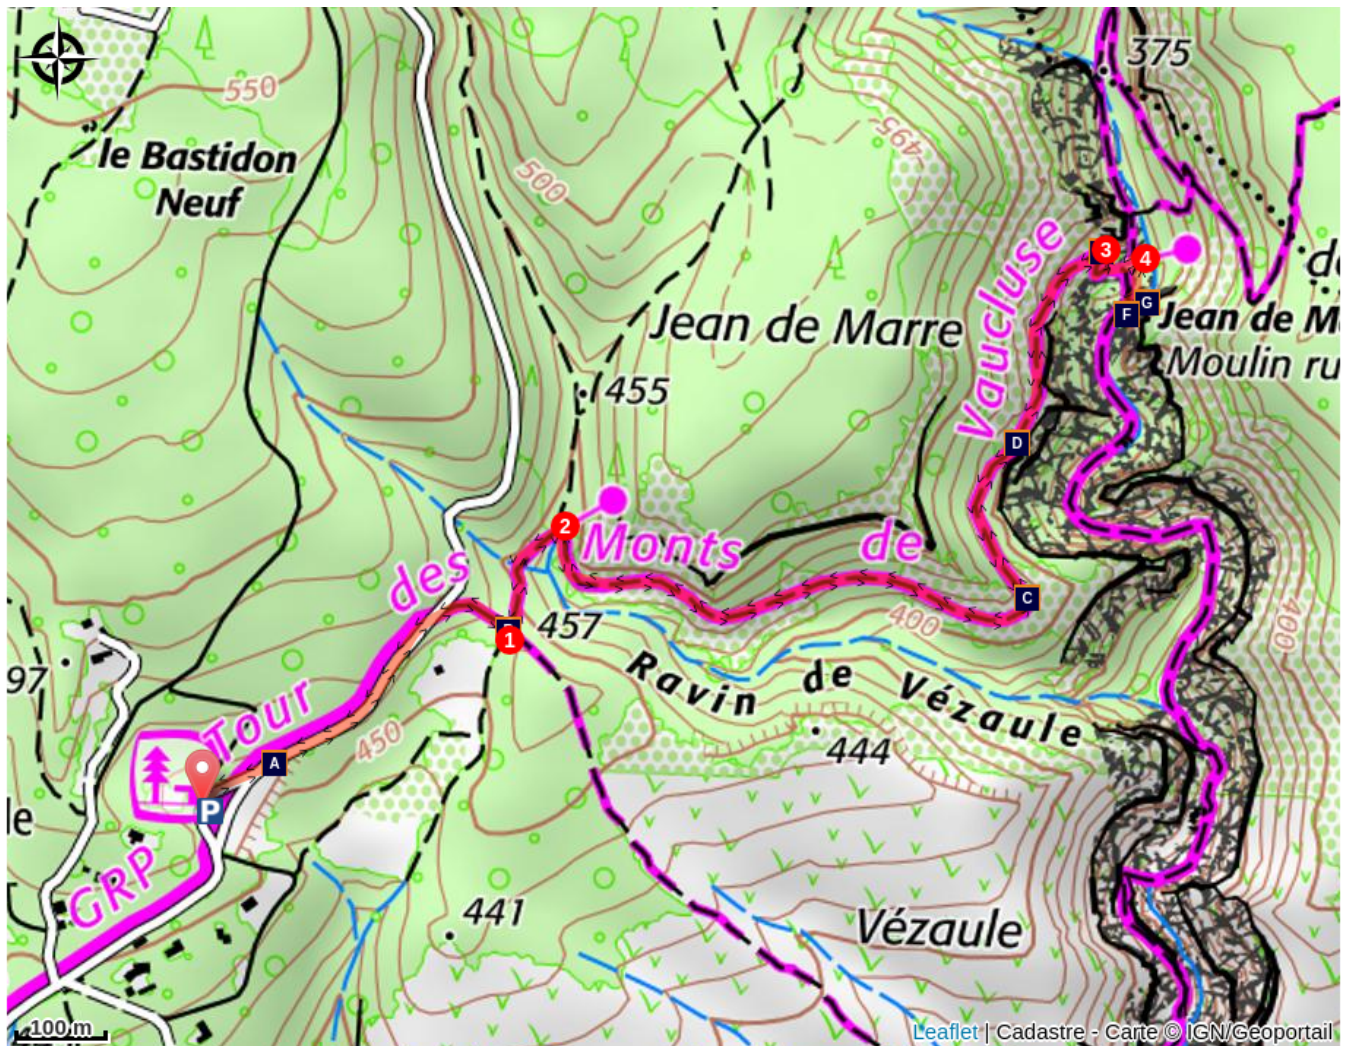 375
550
le Bastidon
Neuf
495
500
Vaucluse
3
4
G
F
Jean de Marre
Moulin ru
455
D
2
Monts
de
des
C
400
1
457
400
Ravin de Vézaule
97
Tour
450
444
A
P
GRP
le
441
Vézaule
100 m
Leaflet | Cadastre - Carte © IGN/Geoportail